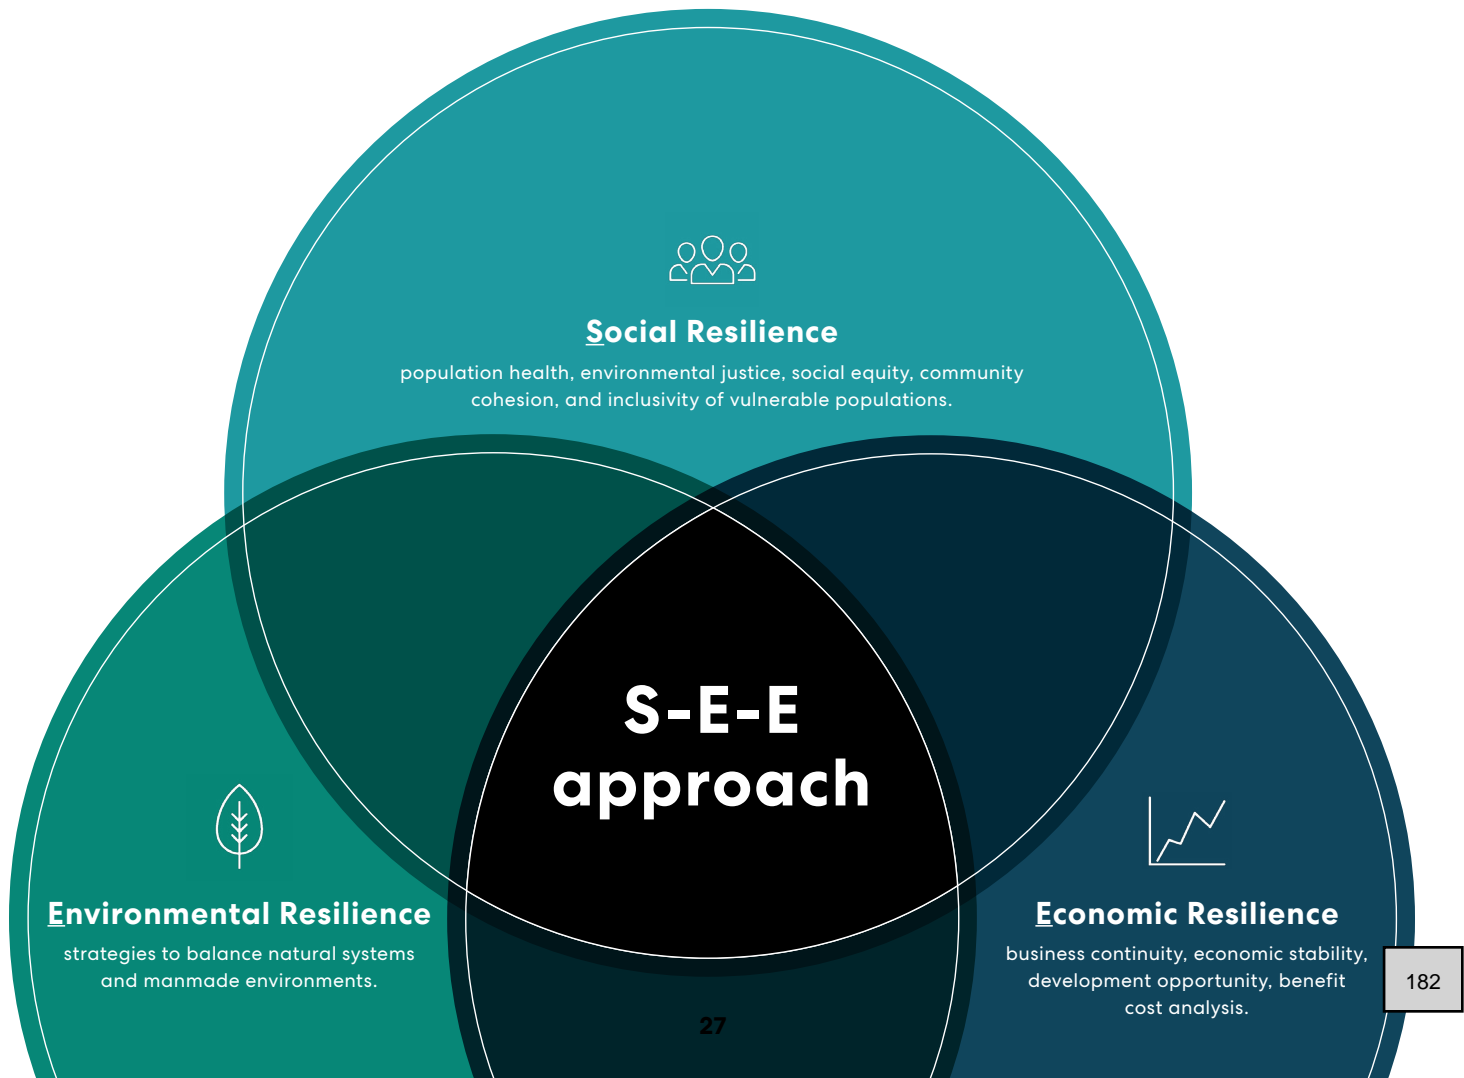 Social Resilience
population health, environmental justice, social equity, community
cohesion, and inclusivity of vulnerable populations.
S-E-E
approach
Environmental Resilience
strategies to balance natural systems
and manmade environments.
Economic Resilience
business continuity, economic stability,
development opportunity, benefit
cost analysis.
182
27